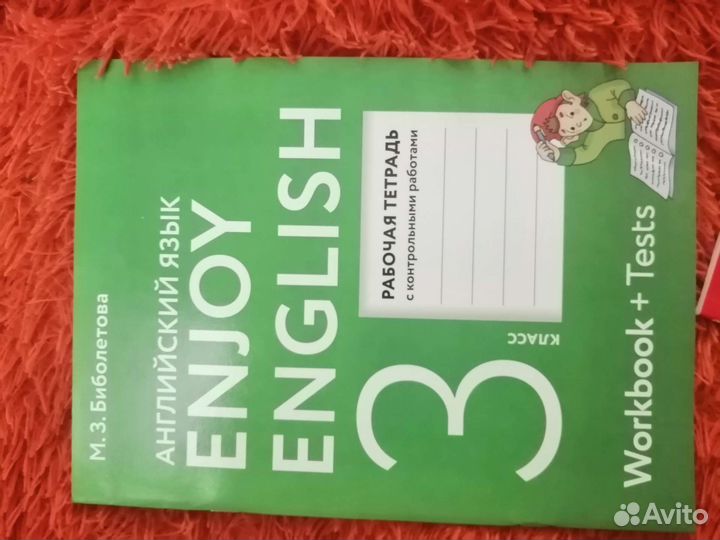 М. З. Биболетова
АНГЛИЙСКИЙ ЯЗЫК
ENJOY
ENGLISH
3
КЛАСС
РАБОЧАЯ ТЕТРАДЬ
с контрольными работами
Workbook + Tests
Avito